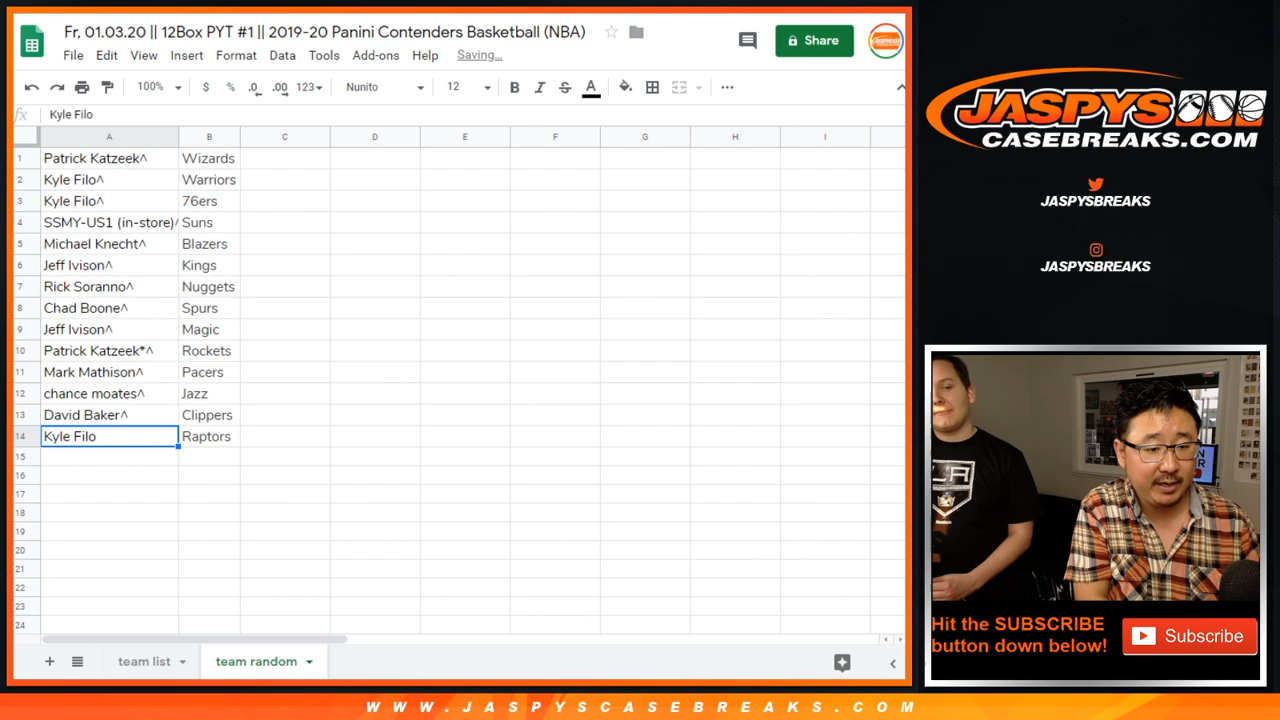 Fr, 01.03.20 || 12Box PYT #1 || 2019-20 Panini Contenders Basketball (NBA)
File Edit View Insert Format Data Tools Add-ons Help Saving...
Share
100% $ % .0 .00 123 Nunito 12 B I S A
fx Kyle Filo
A B C D E F G H I
1 Patrick Katzeek^ Wizards
2 Kyle Filo^ Warriors
3 Kyle Filo^ 76ers
4 SSMY-US1 (in-store)^ Suns
5 Michael Knecht^ Blazers
6 Jeff Ivison^ Kings
7 Rick Soranno^ Nuggets
8 Chad Boone^ Spurs
9 Jeff Ivison^ Magic
10 Patrick Katzeek*^ Rockets
11 Mark Mathison^ Pacers
12 chance moates^ Jazz
13 David Baker^ Clippers
14 Kyle Filo Raptors
15
16
17
18
19
20
21
22
23
24
team list team random
JASPYS
CASEBREAKS.COM
JASPYSBREAKS
JASPYSBREAKS
LA
Hit the SUBSCRIBE
button down below!
Subscribe
WWW.JASPYSCASEBREAKS.COM